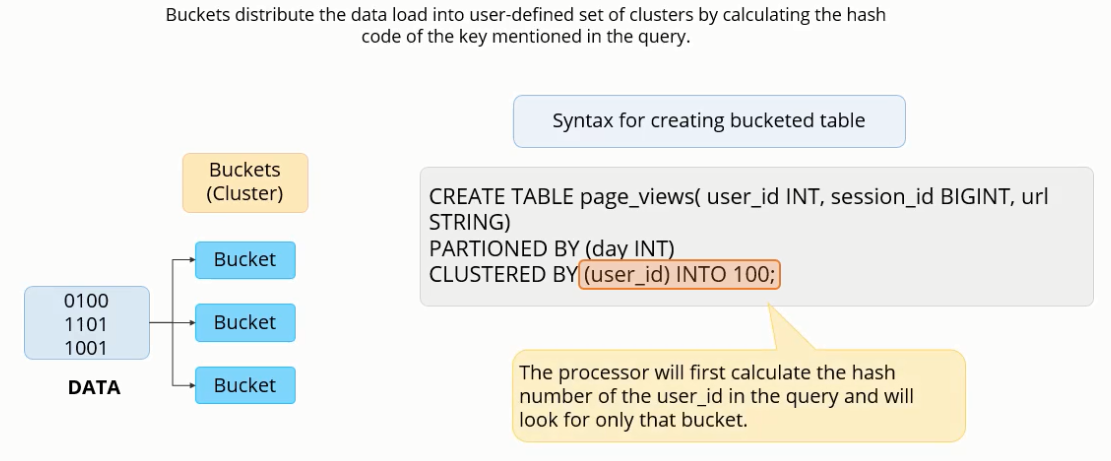 Buckets distribute the data load into user-defined set of clusters by calculating the hash
code of the key mentioned in the query.
Syntax for creating bucketed table
Buckets
(Cluster)
CREATE TABLE page_views( user_id INT, session_id BIGINT, url
STRING)
PARTIONED BY (day INT)
CLUSTERED BY (user_id) INTO 100;
Bucket
Bucket
Bucket
0100
1101
1001
DATA
The processor will first calculate the hash
number of the user_id in the query and will
look for only that bucket.